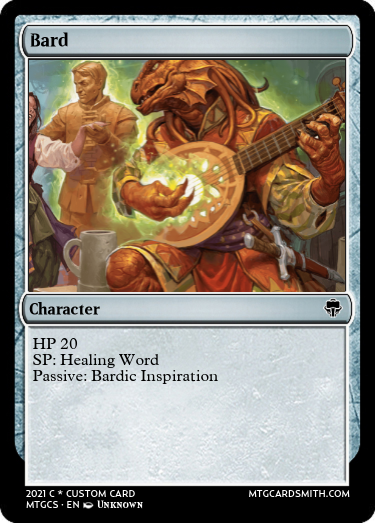 Bard
Character
HP 20
SP: Healing Word
Passive: Bardic Inspiration
2021 C * CUSTOM CARD
MTGCS • EN Unknown
MTGCARDSMITH.COM